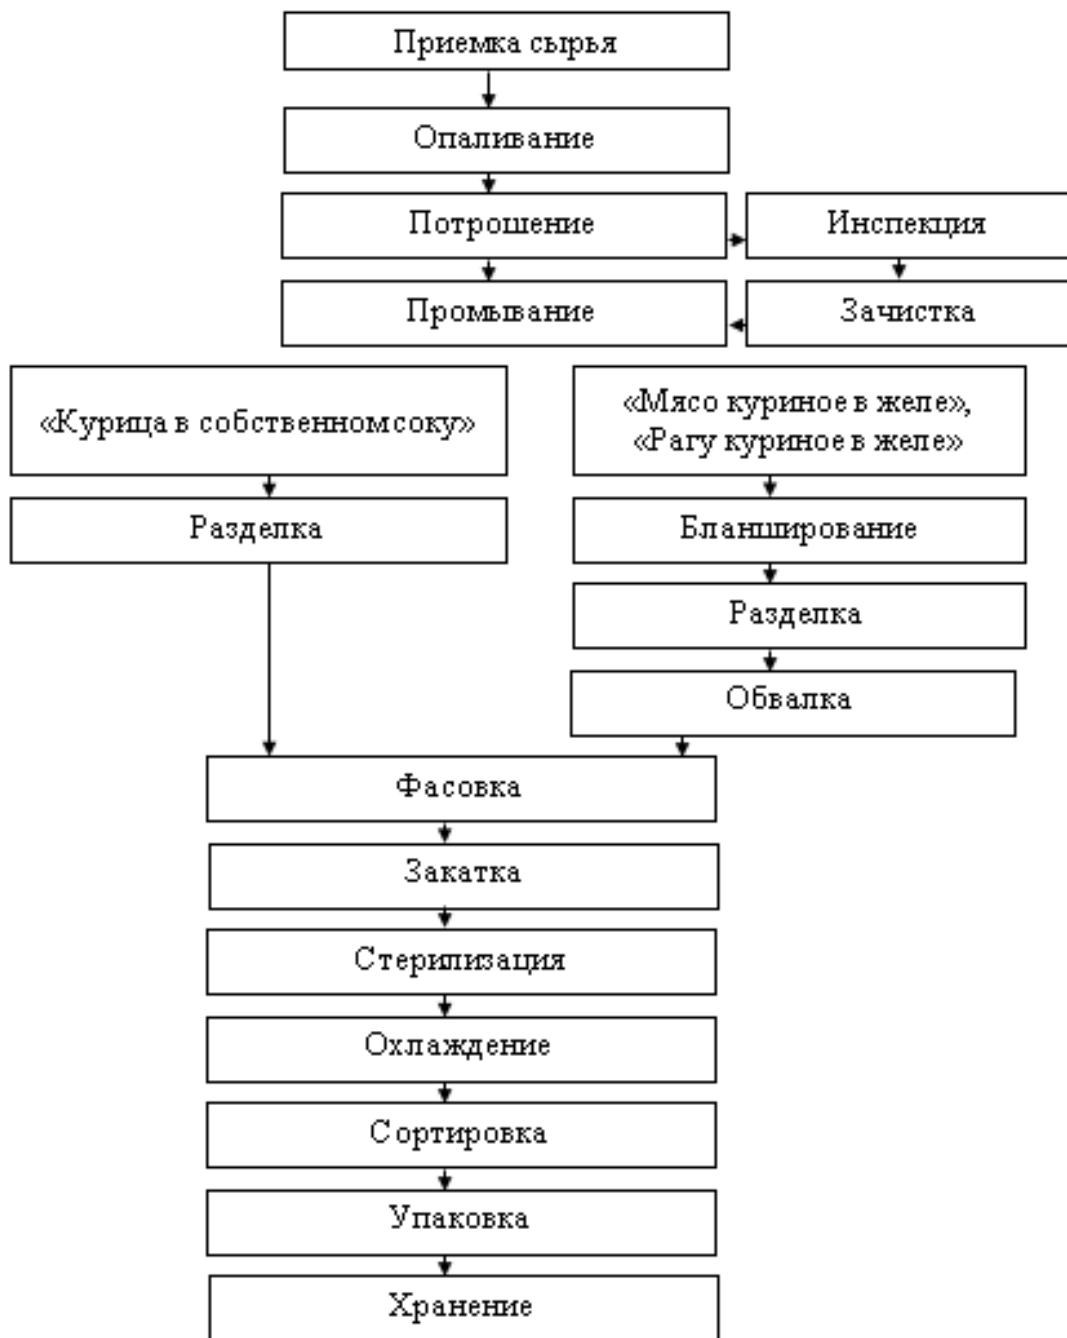 Приемка сырья
Опаливание
Потрошение
Инспекция
Промывание
Зачистка
«Курица в собственном соку»
«Мясо куриное в желе»,
«Рагу куриное в желе»
Разделка
Бланширование
Разделка
Обвалка
Фасовка
Закатка
Стерилизация
Охлаждение
Сортировка
Упаковка
Хранение